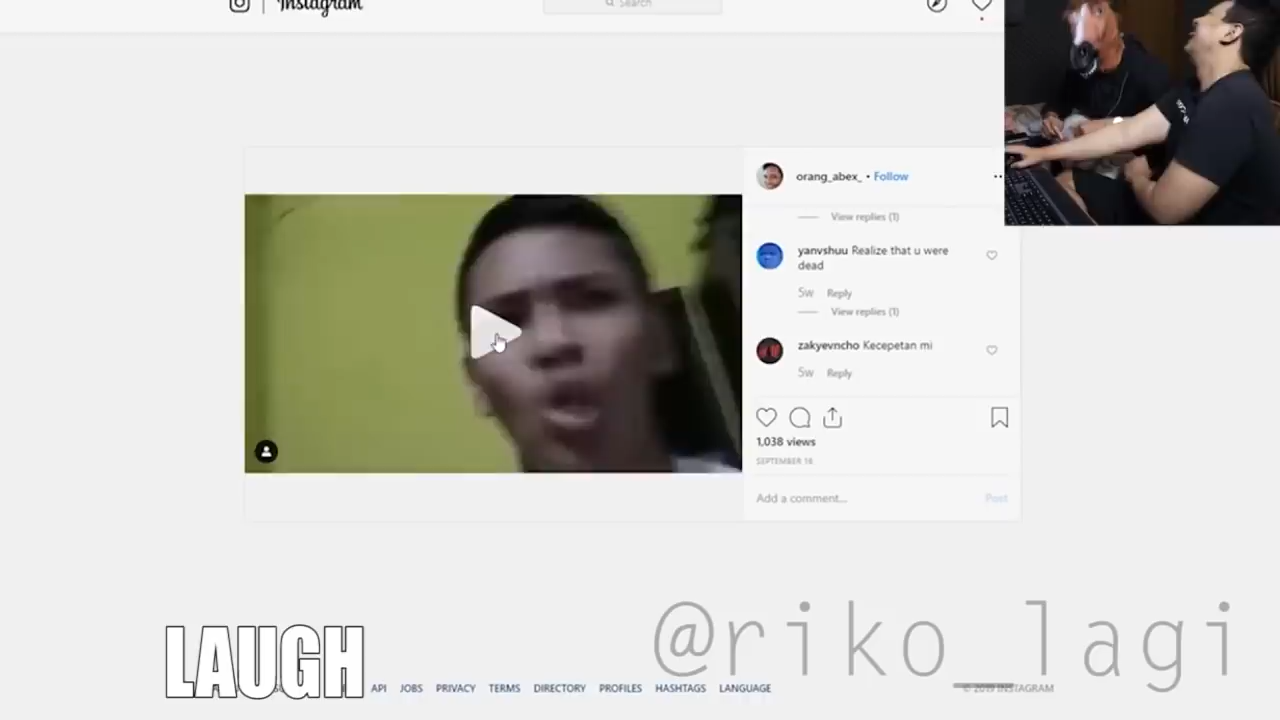 Instagram
Search
orang_abex_ • Follow
View replies (1)
yanvshuu Realize that u were
dead
5w Reply
View replies (1)
zakyevncho Kecepetan mi
5w Reply
1,038 views
SEPTEMBER 16
Add a comment... Post
@riko_lagi
LAUGH
API JOBS PRIVACY TERMS DIRECTORY PROFILES HASHTAGS LANGUAGE
© 2019 INSTAGRAM